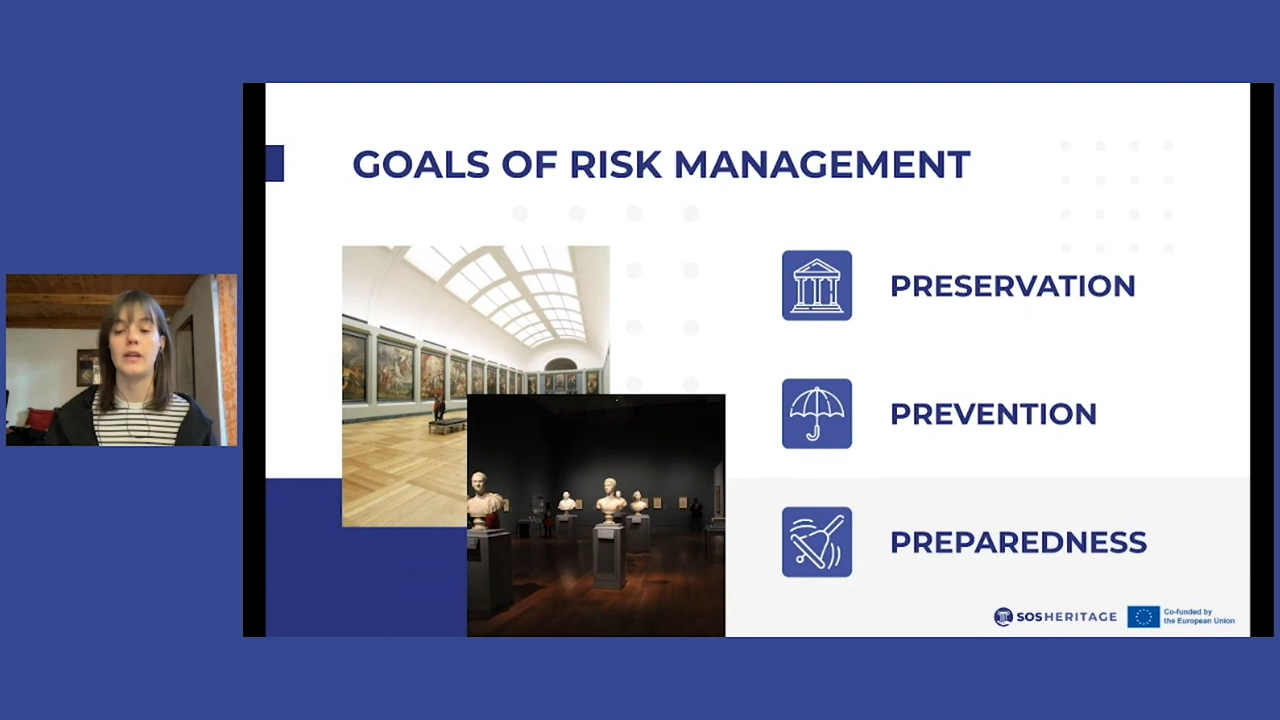 GOALS OF RISK MANAGEMENT
PRESERVATION
PREVENTION
PREPAREDNESS
SOSHERITAGE
Co-funded by
the European Union